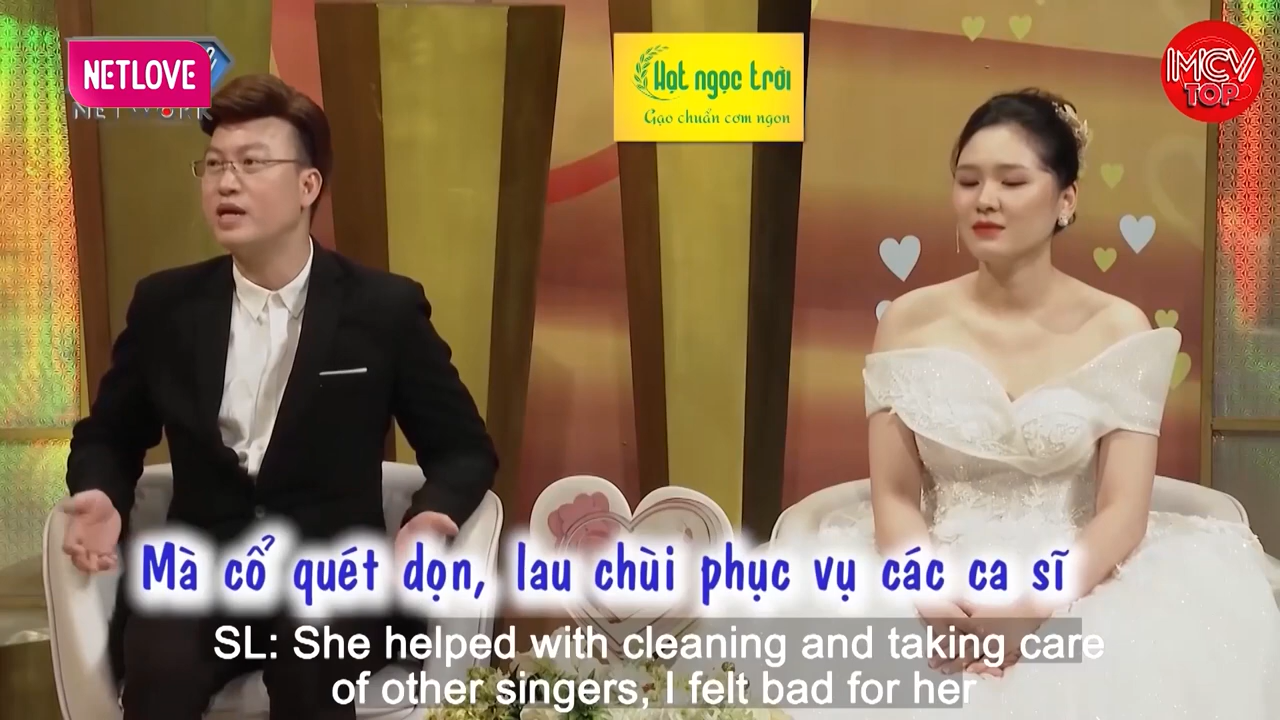 NETLOVE
NETWORK
Hạt ngọc trời
Gạo chuẩn cơm ngon
IMCV
TOP
Mà cổ quét dọn, lau chùi phục vụ các ca sĩ
SL: She helped with cleaning and taking care
of other singers, I felt bad for her